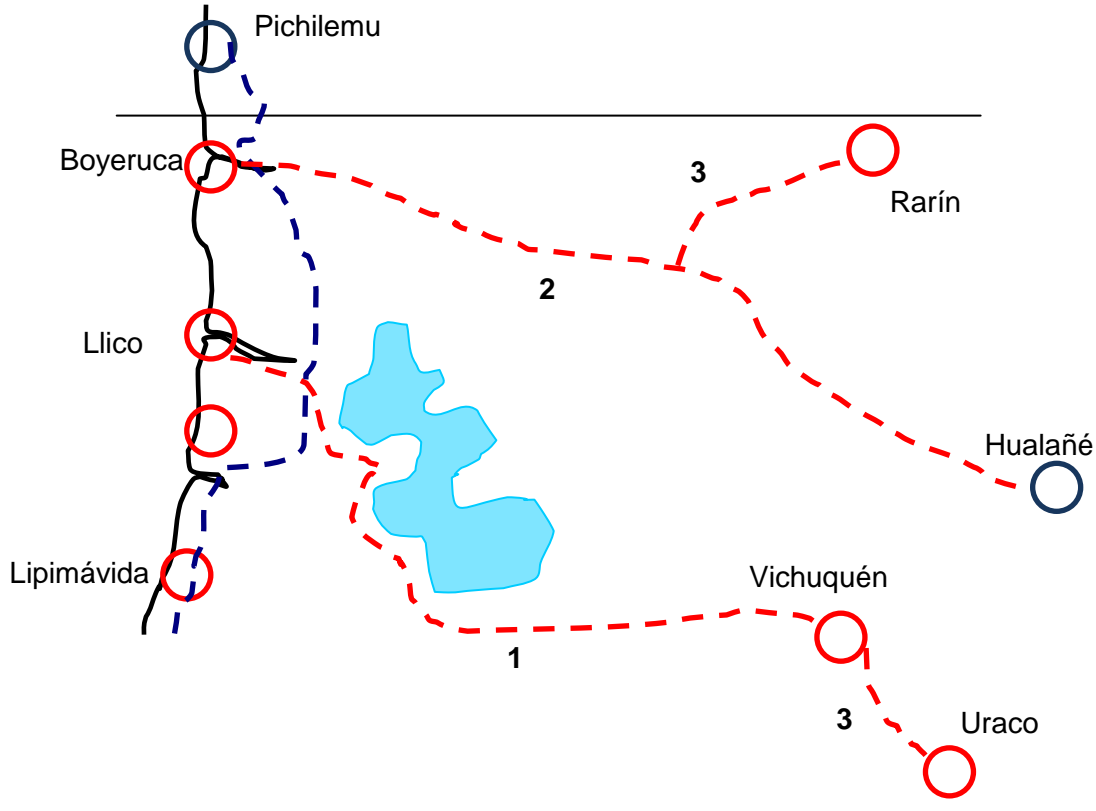 Pichilemu
Boyeruca
3
Rarín
2
Llico
Hualañé
Lipimávida
Vichuquén
1
3
Uraco